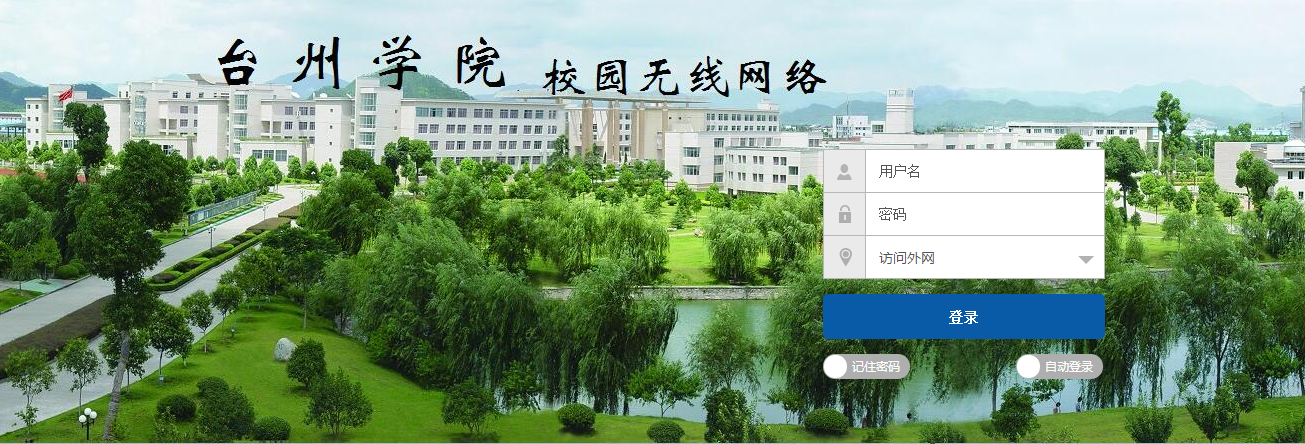 台州学院 校园无线网络
用户名
密码
访问外网
登录
记住密码 自动登录